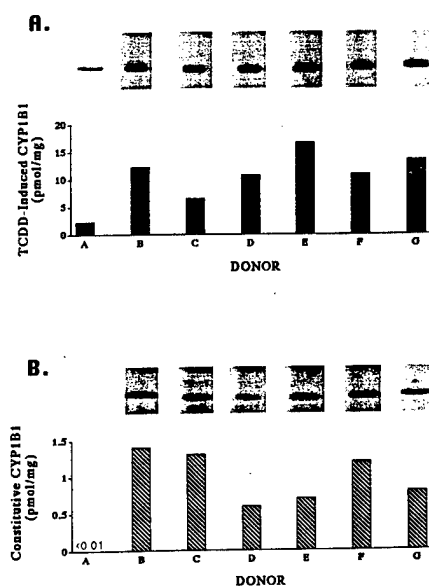 A.
TCDD-Induced CYP1B1
(pmol/mg)
20
15
10
5
0
A B C D E F G
DONOR
B.
Constitutive CYP1B1
(pmol/mg)
1.5
1
0.5
0
<0 01
A B C D E F G
DONOR